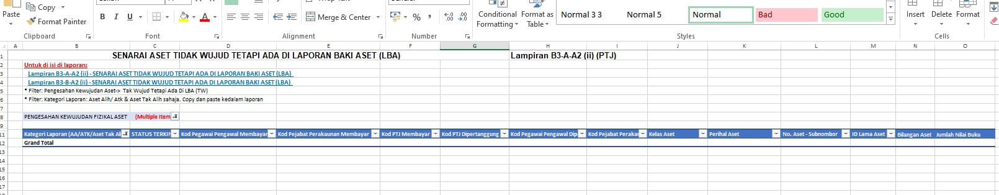 Paste Copy Format Painter
B I U A Wrap Text Merge & Center General % , Conditional Formatting Format as Table Normal 3 3 Normal 5 Normal Bad Good Insert Delete Format
Clipboard Font Alignment Number Styles Cells
A B C D E F G H I J K L M N O
1 SENARAI ASET TIDAK WUJUD TETAPI ADA DI LAPORAN BAKI ASET (LBA) Lampiran B3-A-A2 (ii) (PTJ)
2 Untuk di isi di laporan:
3 Lampiran B3-A-A2 (ii) - SENARAI ASET TIDAK WUJUD TETAPI ADA DI LAPORAN BAKI ASET (LBA)
4 Lampiran B3-B-A2 (ii) - SENARAI ASET TIDAK WUJUD TETAPI ADA DI LAPORAN BAKI ASET (LBA)
5 * Filter: Pengesahan Kewujudan Aset-> Tak Wujud Tetapi Ada Di LBA (TW)
6 * Filter: Kategori Laporan: Aset Alih/ Atk & Aset Tak Alih sahaja. Copy dan paste kedalam laporan
7
8 PENGESAHAN KEWUJUDAN FIZIKAL ASET (Multiple Item
9
11 Kategori Laporan (AA/ATK/Aset Tak Al STATUS TERKIN Kod Pegawai Pengawal Membayar Kod Pejabat Perakaunan Membayar Kod PTJ Membayar Kod PTJ Dipertanggung Kod Pegawai Pengawal Dip Kod Pejabat Perakau Kelas Aset Perihal Aset No. Aset - Subnombor ID Lama Aset Bilangan Aset Jumlah Nilai Buku
12 Grand Total
13
14
15
16
17